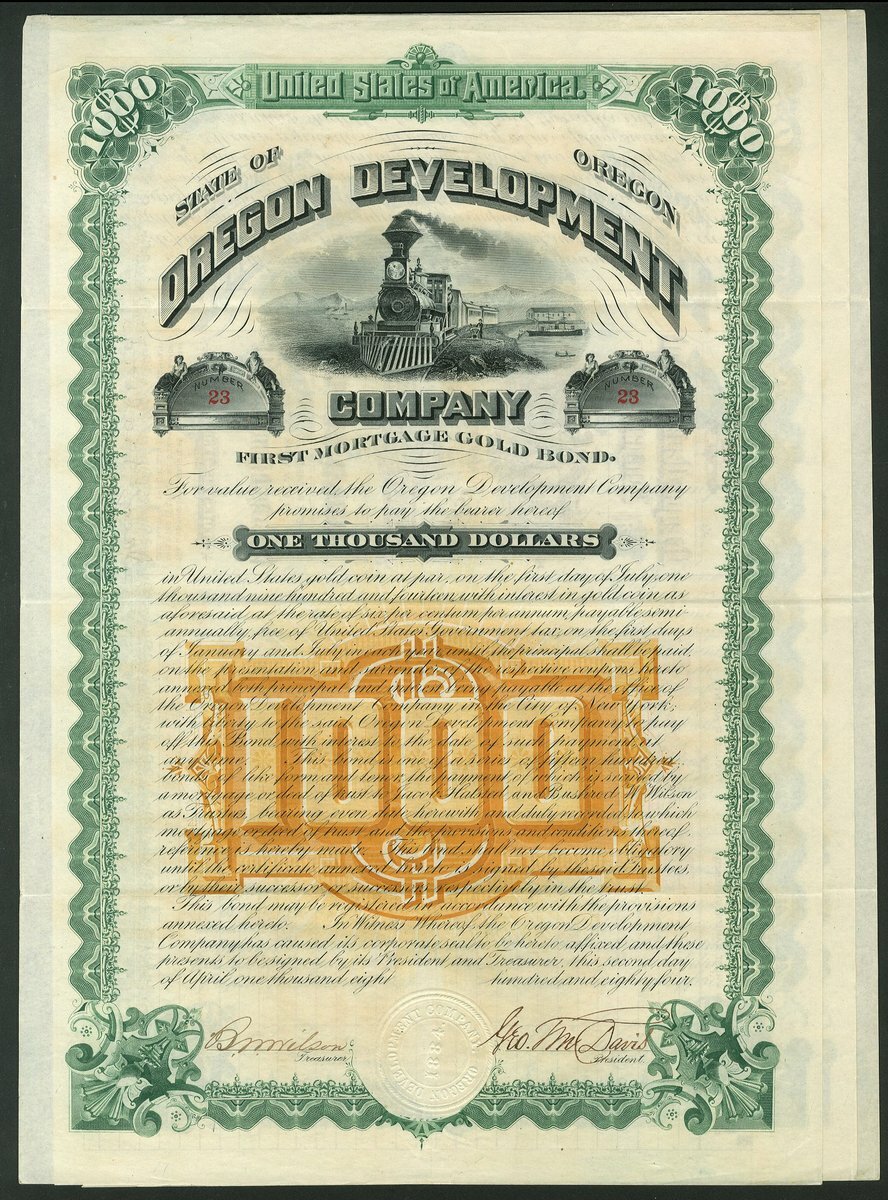 $1000
United States of America.
$1000
STATE OF OREGON
OREGON DEVELOPMENT
NUMBER
23
NUMBER
23
COMPANY
FIRST MORTGAGE GOLD BOND.
For value received, the Oregon Development Company
promises to pay the bearer hereof
ONE THOUSAND DOLLARS
in United States gold coin at par, on the first day of July, one
thousand nine hundred and fourteen with interest in gold coin as
aforesaid at the rate of six per centum per annum, payable semi-
annually, free of United States Government tax, on the first days
of January and July in each year until the principal shall be paid,
on the presentation and surrender of the respective coupons hereto
annexed both principal and interest being payable at the office of
the Oregon Development Company in the City of New York;
with liberty to the said Oregon Development Company to pay
off this Bond with interest to the date of such payment, at
any time. This bond is one of a series of fifteen hundred
bonds of like form and tenor, the payment of which is secured by
a mortgage or deed of trust to Halsted and Bushrod W. Wilson
as Trustees, bearing even date herewith and duly recorded, to which
mortgage or deed of trust and the provisions and conditions thereof,
reference is hereby made. This bond shall not become obligatory
until the certificate annexed hereto is signed by the said trustees,
or by their successor or successors respectively in the trust.
This bond may be registered in accordance with the provisions
annexed hereto. In Witness Whereof, the Oregon Development
Company has caused its corporate seal to be hereto affixed and these
presents to be signed by its President and Treasurer, this second day
of April, one thousand eight hundred and eighty four.
$1000
B. W. Wilson
Treasurer
OREGON DEVELOPMENT COMPANY
1884
Geo. M. Davis
President